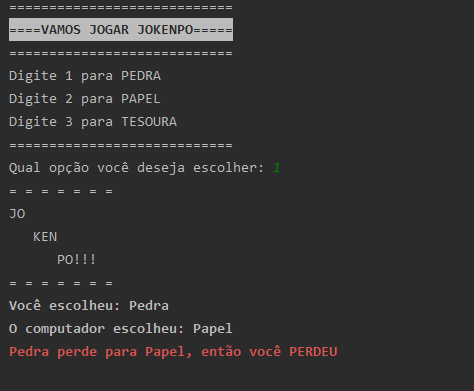 ============================
====VAMOS JOGAR JOKENPO=====
============================
Digite 1 para PEDRA
Digite 2 para PAPEL
Digite 3 para TESOURA
============================
Qual opção você deseja escolher: 1
= = = = = = =
JO
   KEN
      PO!!!
= = = = = = =
Você escolheu: Pedra
O computador escolheu: Papel
Pedra perde para Papel, então você PERDEU